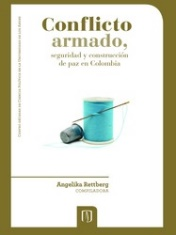 Conflicto
armado,
seguridad y construcción
de paz en Colombia
Angelika Rettberg
COMPILADORA